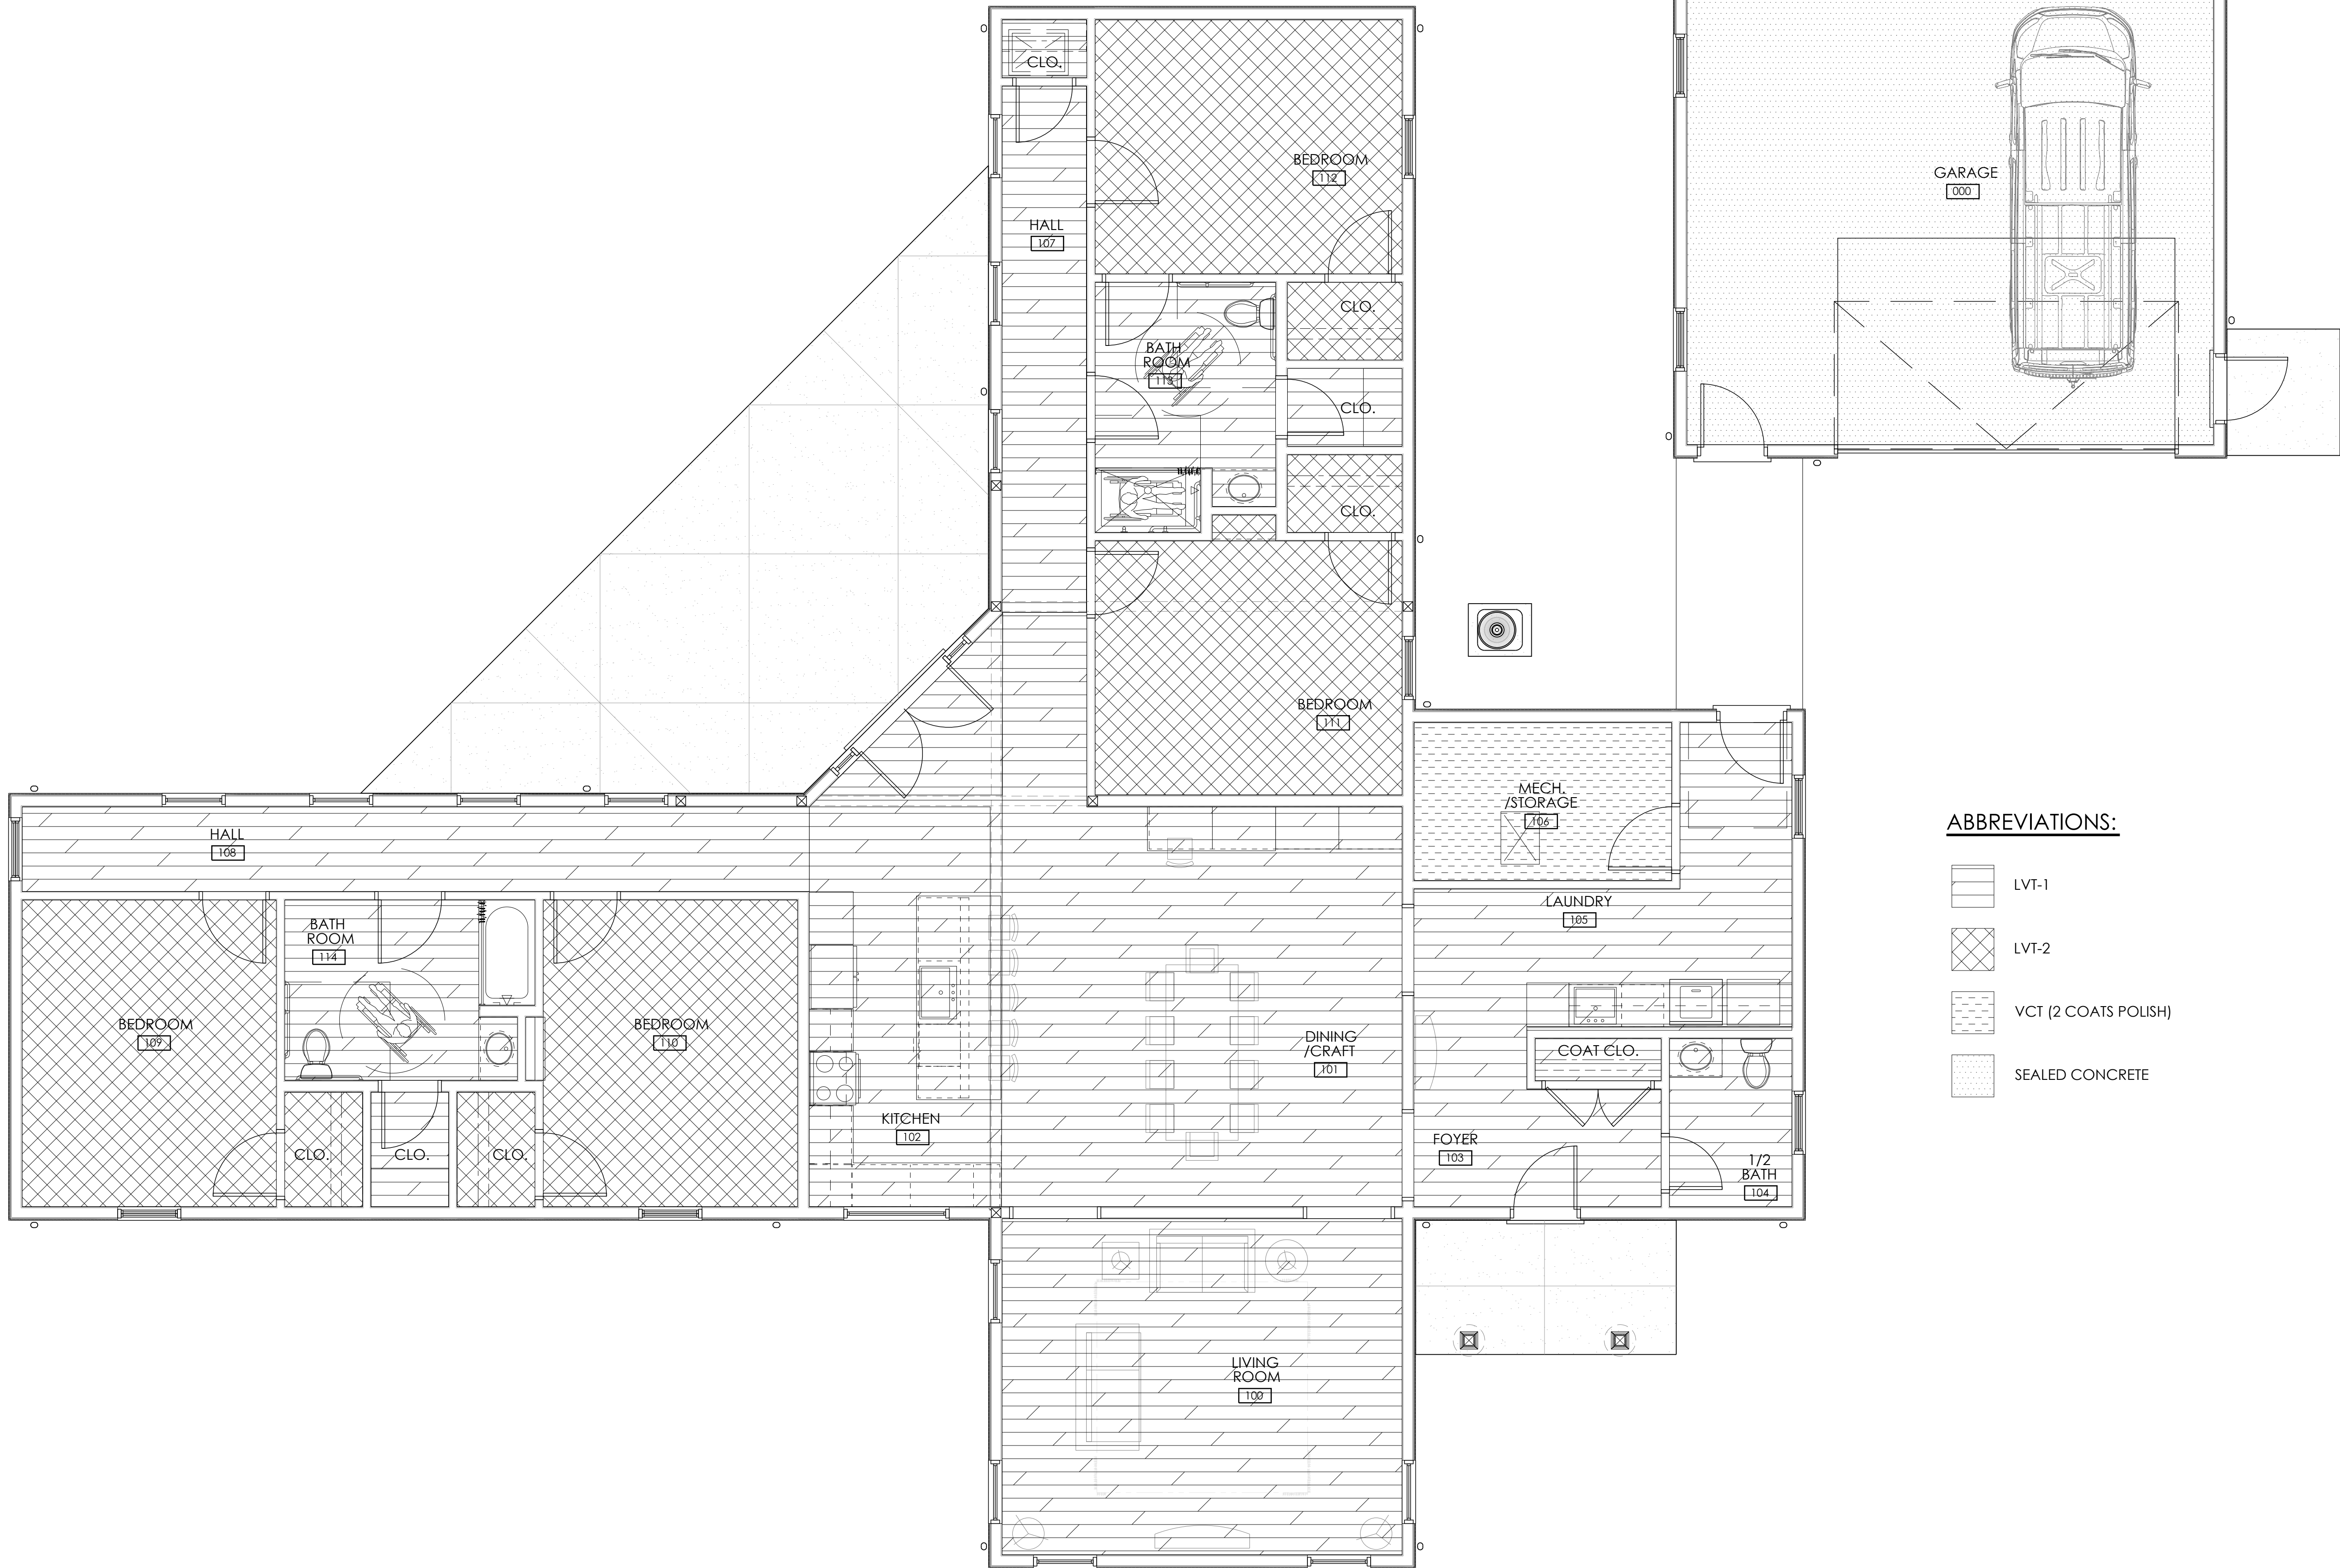 CLO.
BEDROOM
112
GARAGE
000
HALL
107
CLO.
BATH
ROOM
113
CLO.
CLO.
BEDROOM
111
MECH.
/STORAGE
106
HALL
108
LAUNDRY
105
BATH
ROOM
114
BEDROOM
109
BEDROOM
110
DINING
/CRAFT
101
COAT CLO.
KITCHEN
102
FOYER
103
1/2
BATH
104
CLO.
CLO.
CLO.
LIVING
ROOM
100
ABBREVIATIONS:
LVT-1
LVT-2
VCT (2 COATS POLISH)
SEALED CONCRETE